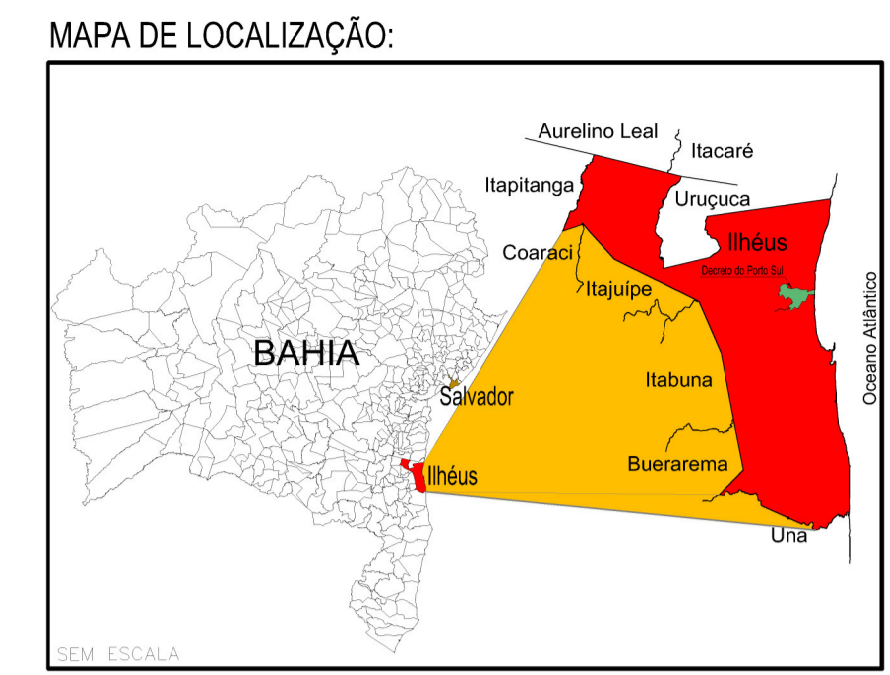 MAPA DE LOCALIZAÇÃO:
Aurelino Leal
Itacaré
Itapitanga
Uruçuca
Ilhéus
Coaraci
Decreto do Porto Sul
Itajuípe
Oceano Atlântico
BAHIA
Itabuna
Salvador
Buerarema
Ilhéus
Una
SEM ESCALA